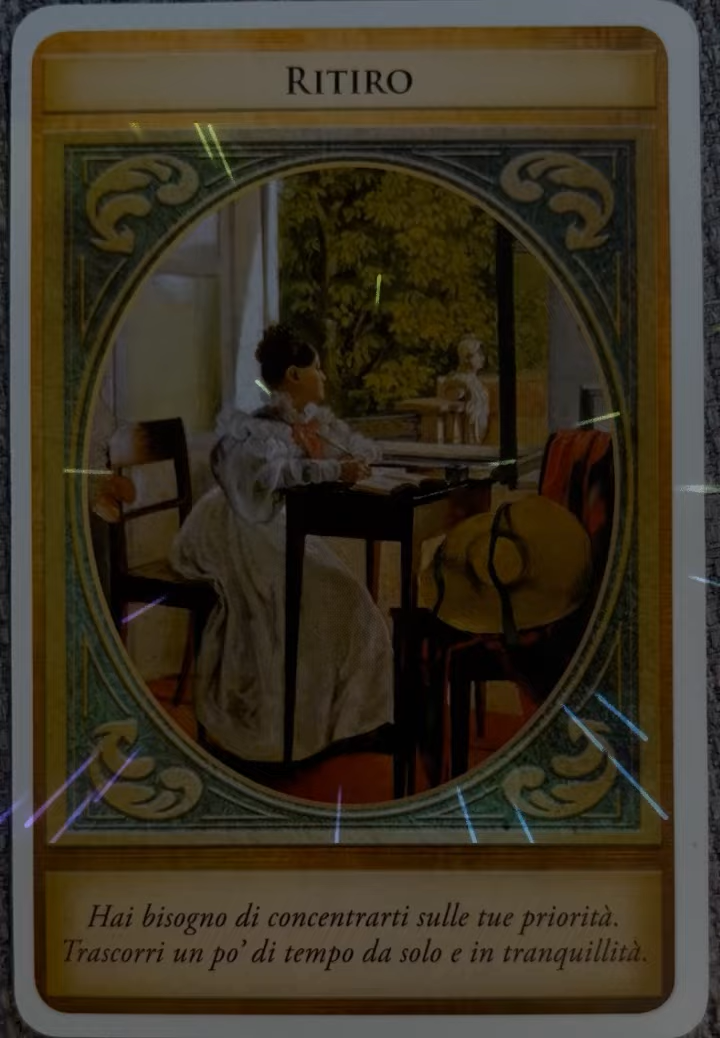 RITIRO
Hai bisogno di concentrarti sulle tue priorità.
Trascorri un po' di tempo da solo e in tranquillità.